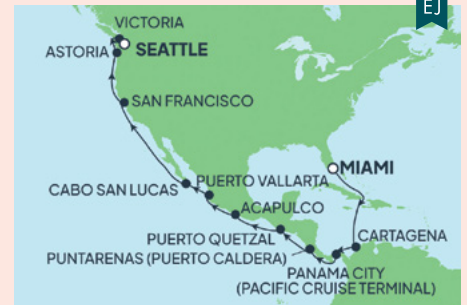 EJ
VICTORIA
SEATTLE
ASTORIA
SAN FRANCISCO
MIAMI
CABO SAN LUCAS
PUERTO VALLARTA
ACAPULCO
PUERTO QUETZAL
CARTAGENA
PUNTARENAS (PUERTO CALDERA)
PANAMA CITY
(PACIFIC CRUISE TERMINAL)